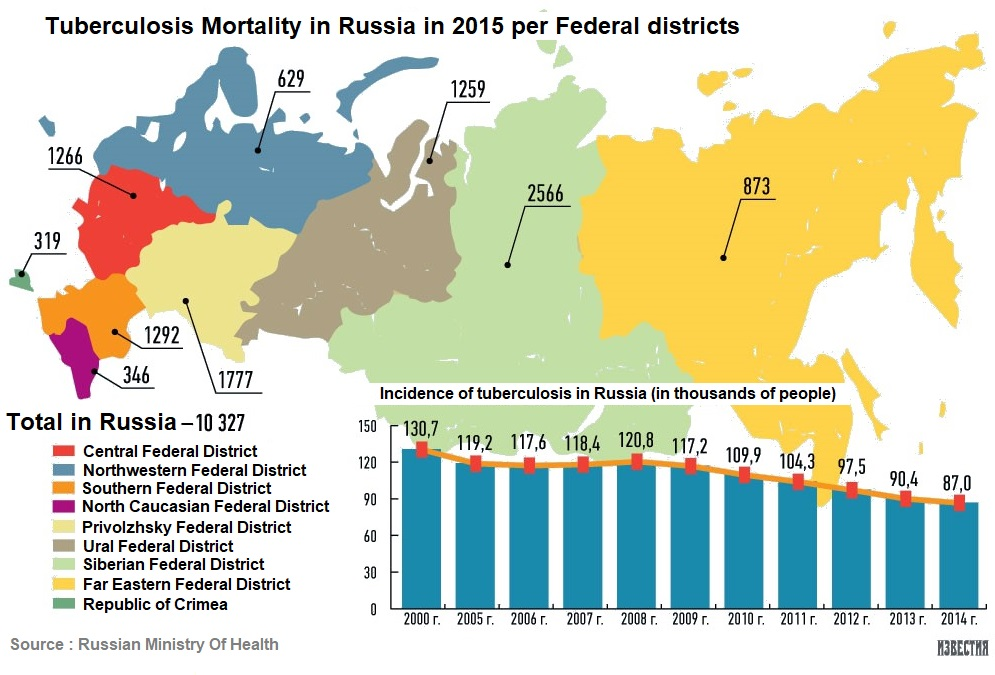 Tuberculosis Mortality in Russia in 2015 per Federal districts
629
1259
1266
2566
873
319
1292
346
1777
Total in Russia – 10 327
Central Federal District
Northwestern Federal District
Southern Federal District
North Caucasian Federal District
Privolzhsky Federal District
Ural Federal District
Siberian Federal District
Far Eastern Federal District
Republic of Crimea
Source : Russian Ministry Of Health
Incidence of tuberculosis in Russia (in thousands of people)
150
120
90
60
30
0
130,7
119,2
117,6
118,4
120,8
117,2
109,9
104,3
97,5
90,4
87,0
2000 г.
2005 г.
2006 г.
2007 г.
2008 г.
2009 г.
2010 г.
2011 г.
2012 г.
2013 г.
2014 г.
ИЗВЕСТИЯ